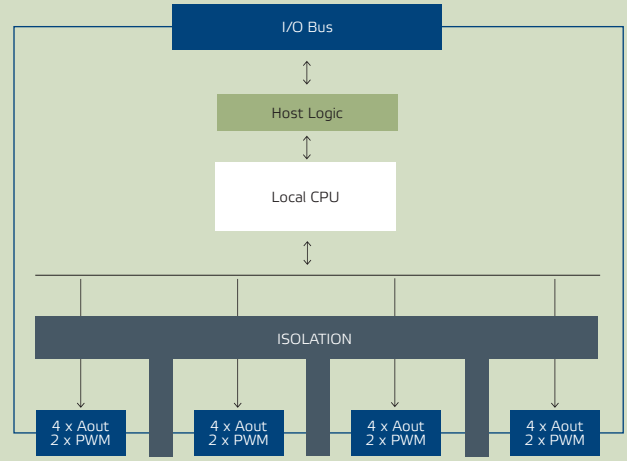 I/O Bus
Host Logic
Local CPU
ISOLATION
4 x Aout
2 x PWM
4 x Aout
2 x PWM
4 x Aout
2 x PWM
4 x Aout
2 x PWM